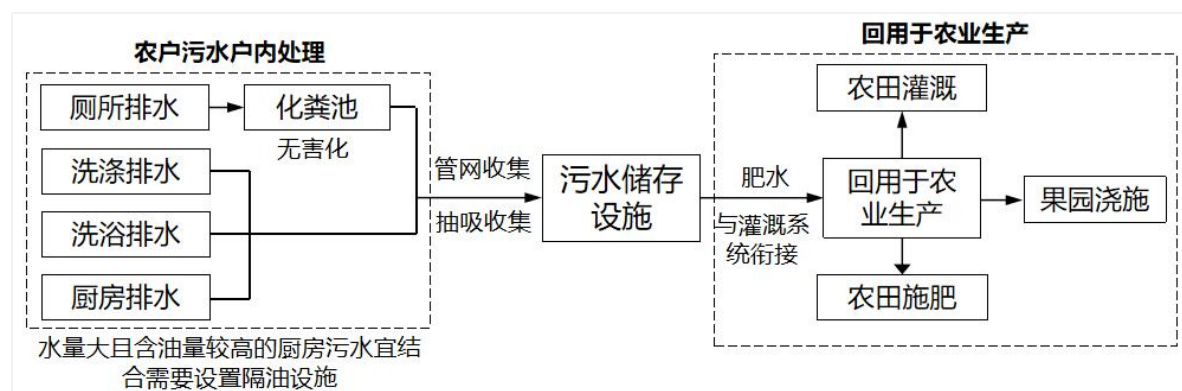 农户污水户内处理
厕所排水
化粪池
无害化
洗涤排水
洗浴排水
厨房排水
水量大且含油量较高的厨房污水宜结
合需要设置隔油设施
管网收集
抽吸收集
污水储存
设施
肥水
与灌溉系
统衔接
回用于农业生产
农田灌溉
回用于农
业生产
果园浇施
农田施肥